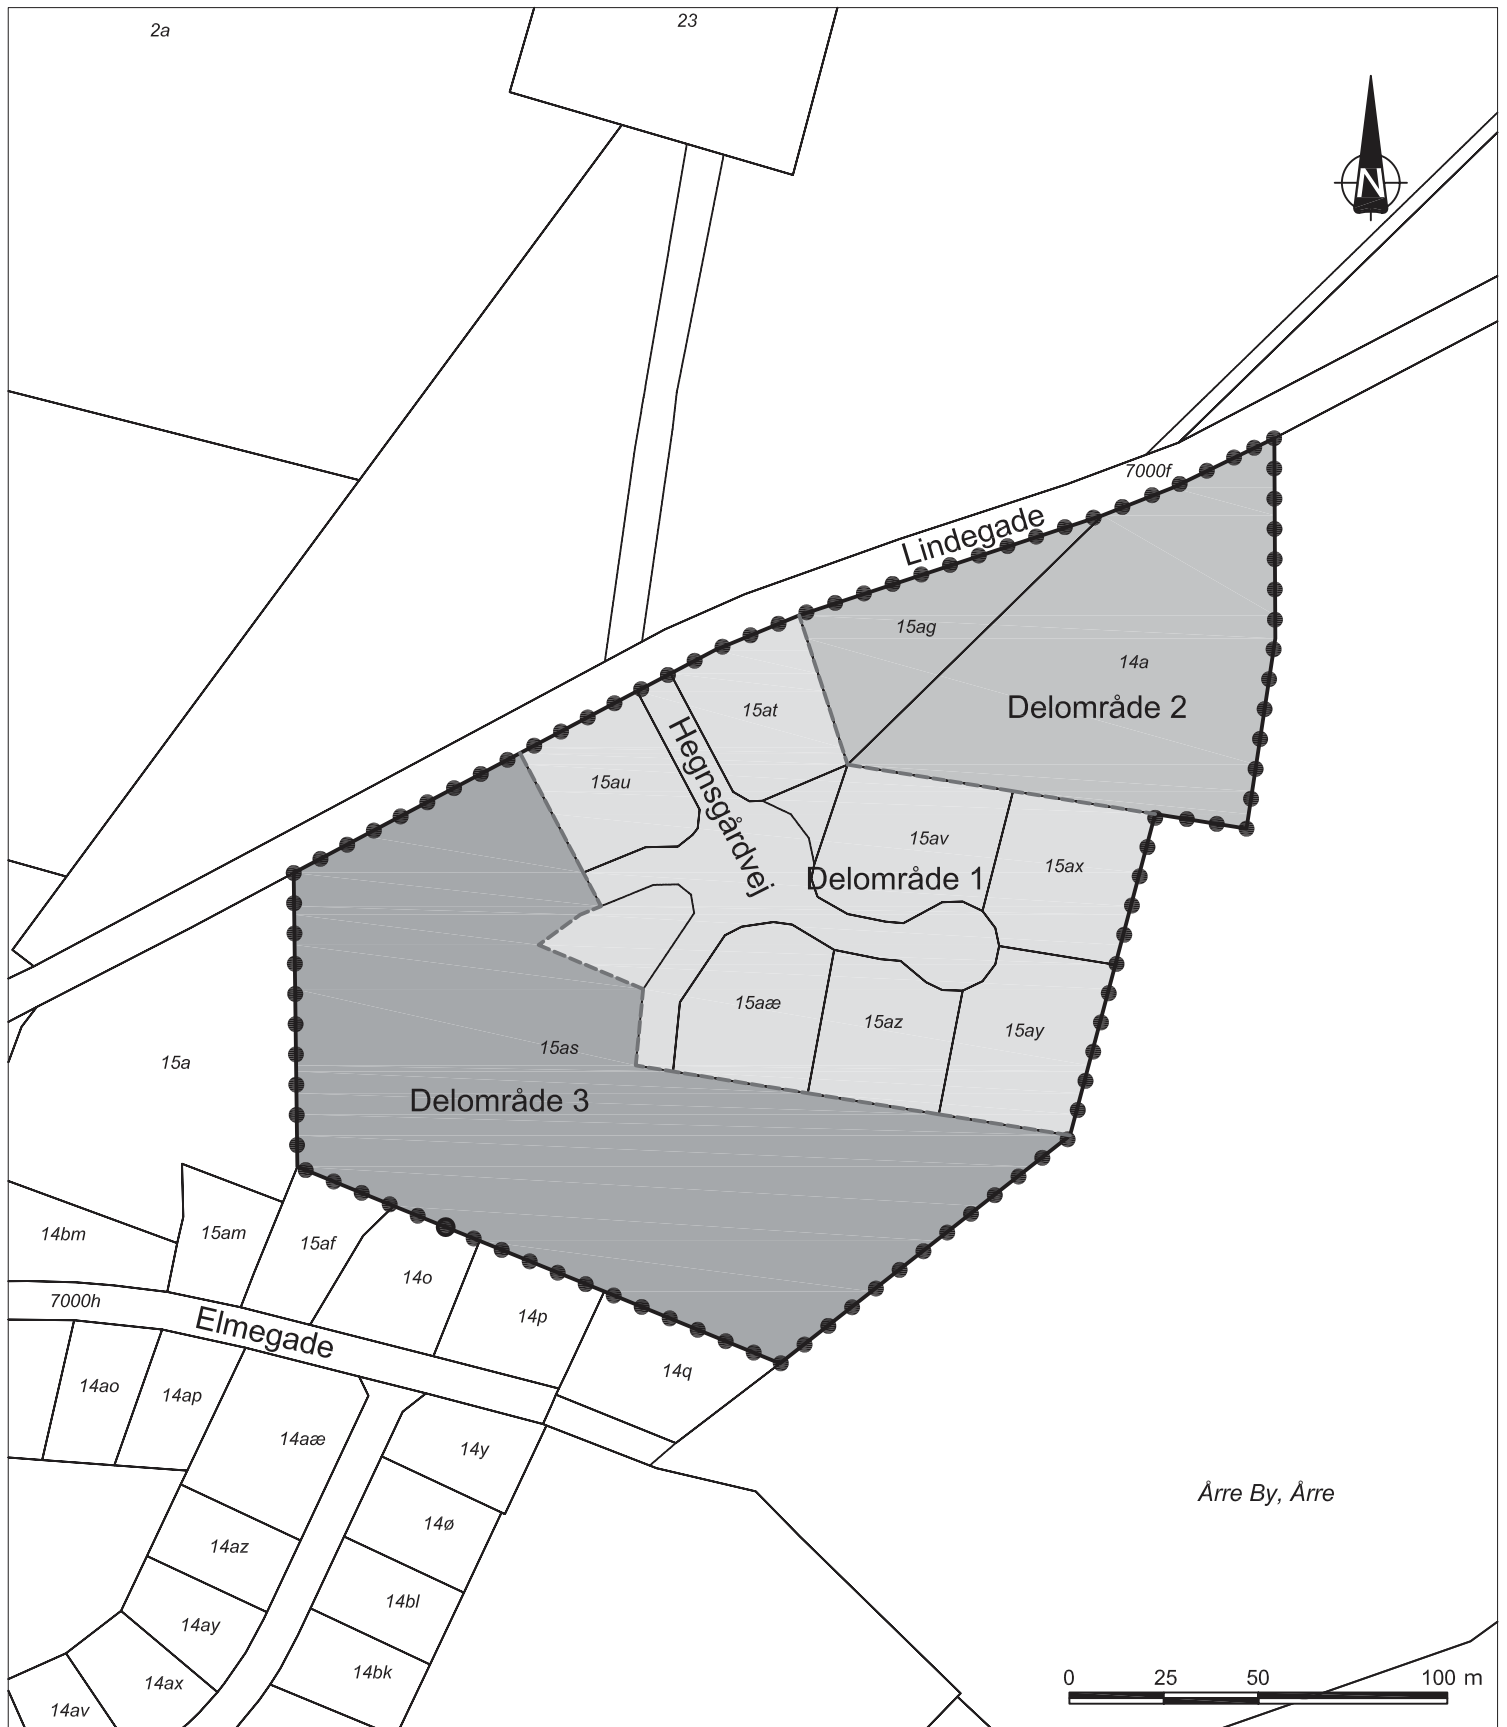 2a
23
N
7000f
Lindegade
15ag
14a
Delområde 2
15at
Hegnsgårdvej
15au
15av
15ax
Delområde 1
15aæ
15az
15ay
15as
15a
Delområde 3
14bm
15am
15af
14o
7000h
Elmegade
14p
14q
14ao
14ap
14aæ
14y
Årre By, Årre
14ø
14az
14bl
14ay
14bk
14ax
14av
0 25 50 100 m